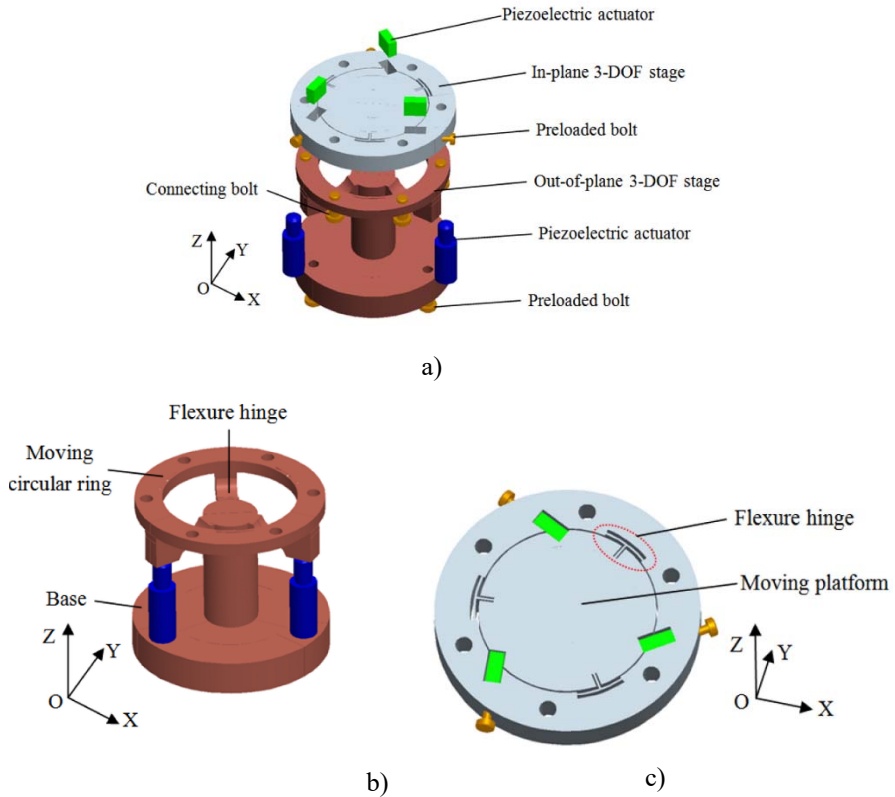 Piezoelectric actuator
In-plane 3-DOF stage
Preloaded bolt
Connecting bolt
Out-of-plane 3-DOF stage
Piezoelectric actuator
Z
Y
O
X
Preloaded bolt
a)
Flexure hinge
Moving
circular ring
Base
Z
Y
O
X
b)
Flexure hinge
Moving platform
Z
Y
O
X
c)